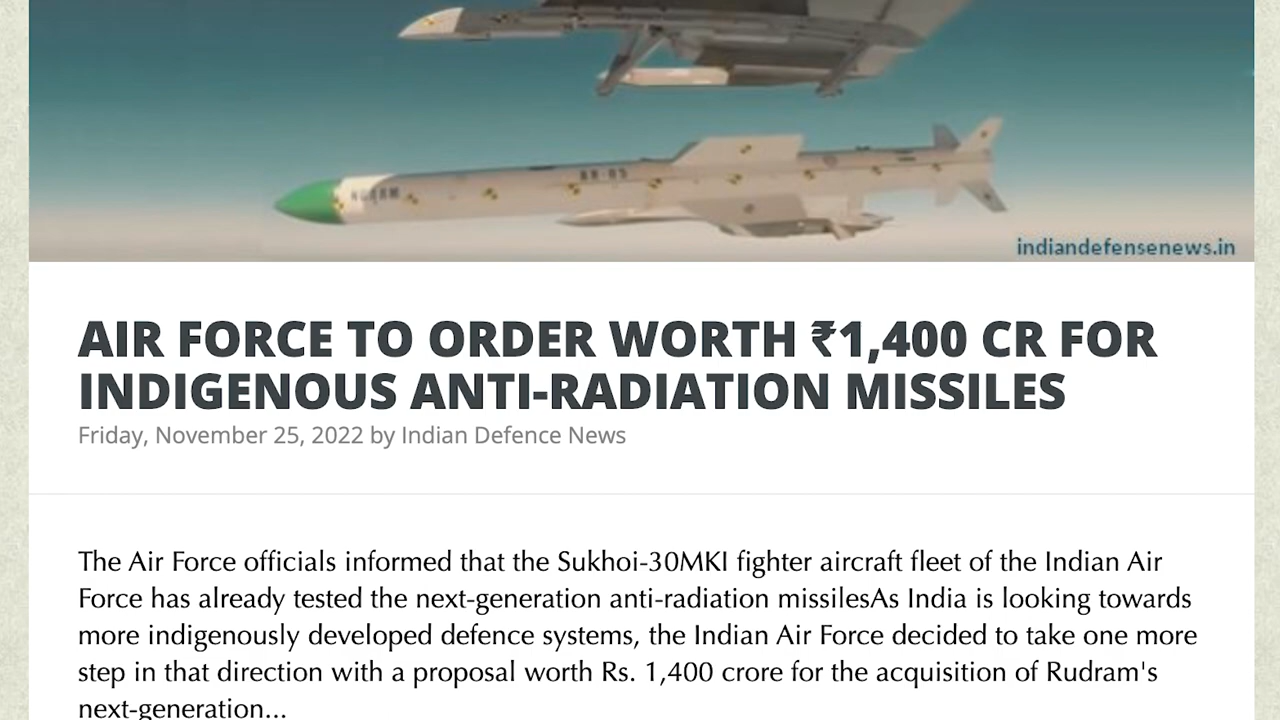 indiandefensenews.in
AIR FORCE TO ORDER WORTH ₹1,400 CR FOR
INDIGENOUS ANTI-RADIATION MISSILES
Friday, November 25, 2022 by Indian Defence News
The Air Force officials informed that the Sukhoi-30MKI fighter aircraft fleet of the Indian Air
Force has already tested the next-generation anti-radiation missilesAs India is looking towards
more indigenously developed defence systems, the Indian Air Force decided to take one more
step in that direction with a proposal worth Rs. 1,400 crore for the acquisition of Rudram's
next-generation...